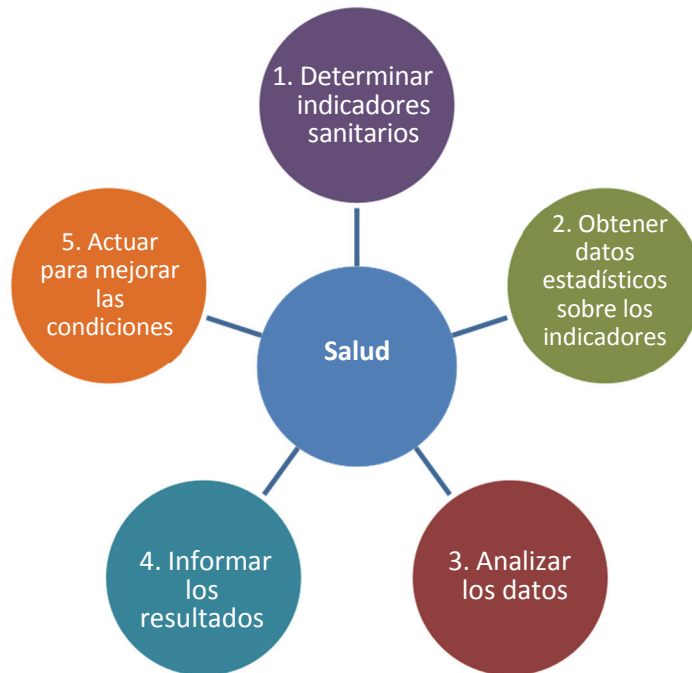 1. Determinar
indicadores
sanitarios
2. Obtener
datos
estadísticos
sobre los
indicadores
3. Analizar
los datos
4. Informar
los
resultados
5. Actuar
para mejorar
las
condiciones
Salud